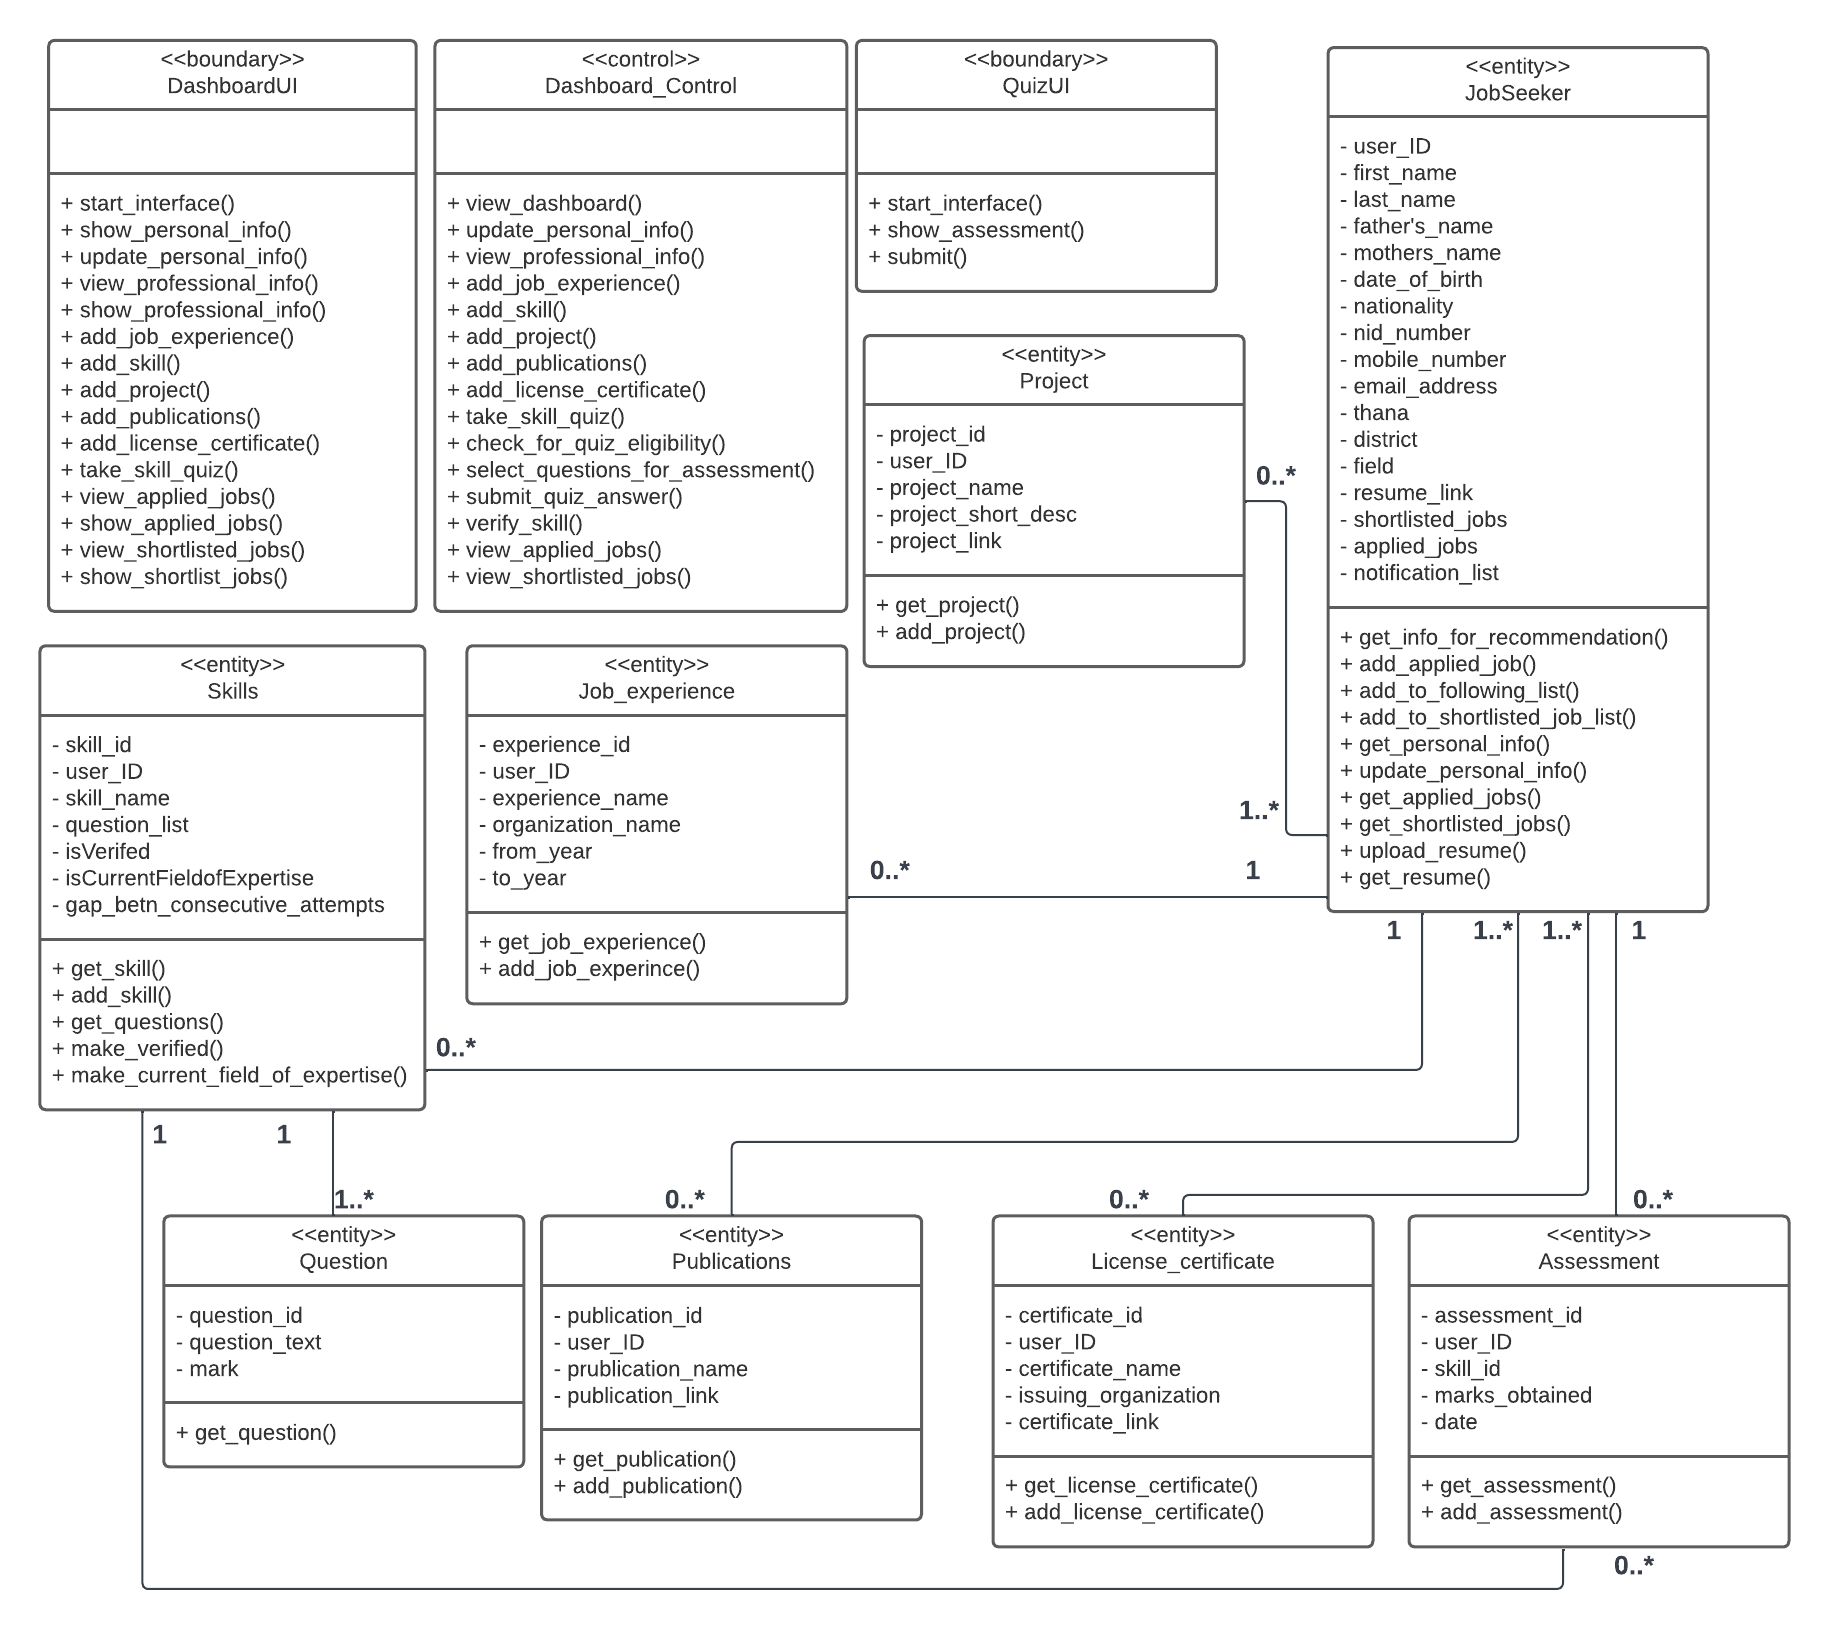 <<boundary>>
DashboardUI
+ start_interface()
+ show_personal_info()
+ update_personal_info()
+ view_professional_info()
+ show_professional_info()
+ add_job_experience()
+ add_skill()
+ add_project()
+ add_publications()
+ add_license_certificate()
+ take_skill_quiz()
+ view_applied_jobs()
+ show_applied_jobs()
+ view_shortlisted_jobs()
+ show_shortlist_jobs()
<<control>>
Dashboard_Control
+ view_dashboard()
+ update_personal_info()
+ view_professional_info()
+ add_job_experience()
+ add_skill()
+ add_project()
+ add_publications()
+ add_license_certificate()
+ take_skill_quiz()
+ check_for_quiz_eligibility()
+ select_questions_for_assessment()
+ submit_quiz_answer()
+ verify_skill()
+ view_applied_jobs()
+ view_shortlisted_jobs()
<<boundary>>
QuizUI
+ start_interface()
+ show_assessment()
+ submit()
<<entity>>
Project
- project_id
- user_ID
- project_name
- project_short_desc
- project_link
+ get_project()
+ add_project()
0..*
1..*
<<entity>>
JobSeeker
- user_ID
- first_name
- last_name
- father's_name
- mothers_name
- date_of_birth
- nationality
- nid_number
- mobile_number
- email_address
- thana
- district
- field
- resume_link
- shortlisted_jobs
- applied_jobs
- notification_list
+ get_info_for_recommendation()
+ add_applied_job()
+ add_to_following_list()
+ add_to_shortlisted_job_list()
+ get_personal_info()
+ update_personal_info()
+ get_applied_jobs()
+ get_shortlisted_jobs()
+ upload_resume()
+ get_resume()
<<entity>>
Skills
- skill_id
- user_ID
- skill_name
- question_list
- isVerifed
- isCurrentFieldofExpertise
- gap_betn_consecutive_attempts
+ get_skill()
+ add_skill()
+ get_questions()
+ make_verified()
+ make_current_field_of_expertise()
<<entity>>
Job_experience
- experience_id
- user_ID
- experience_name
- organization_name
- from_year
- to_year
+ get_job_experience()
+ add_job_experince()
0..*
1
1
1..*
1..*
1
0..*
1
1
1..*
0..*
0..*
0..*
<<entity>>
Question
- question_id
- question_text
- mark
+ get_question()
<<entity>>
Publications
- publication_id
- user_ID
- prublication_name
- publication_link
+ get_publication()
+ add_publication()
<<entity>>
License_certificate
- certificate_id
- user_ID
- certificate_name
- issuing_organization
- certificate_link
+ get_license_certificate()
+ add_license_certificate()
<<entity>>
Assessment
- assessment_id
- user_ID
- skill_id
- marks_obtained
- date
+ get_assessment()
+ add_assessment()
0..*